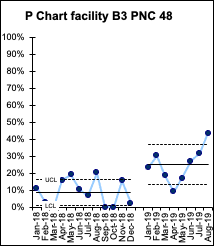 P Chart facility B3 PNC 48
100%
90%
80%
70%
60%
50%
40%
30%
20%
10%
0%
UCL
LCL
Jan-18
Feb-18
Mar-18
Apr-18
May-18
Jun-18
Jul-18
Aug-18
Sep-18
Oct-18
Nov-18
Dec-18
Jan-19
Feb-19
Mar-19
Apr-19
May-19
Jun-19
Jul-19
Aug-19